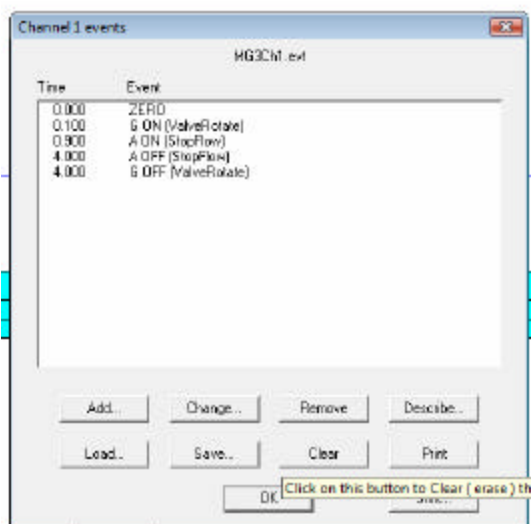 Channel 1 events
MG3Ch1.evt
Time Event
0.000 ZERO
0.100 G ON (ValveRotate)
0.900 A ON (StopFlow)
4.000 A OFF (StopFlow)
4.000 G OFF (ValveRotate)
Add... Change... Remove Describe...
Load... Save... Clear Print
OK Click on this button to Clear ( erase ) th